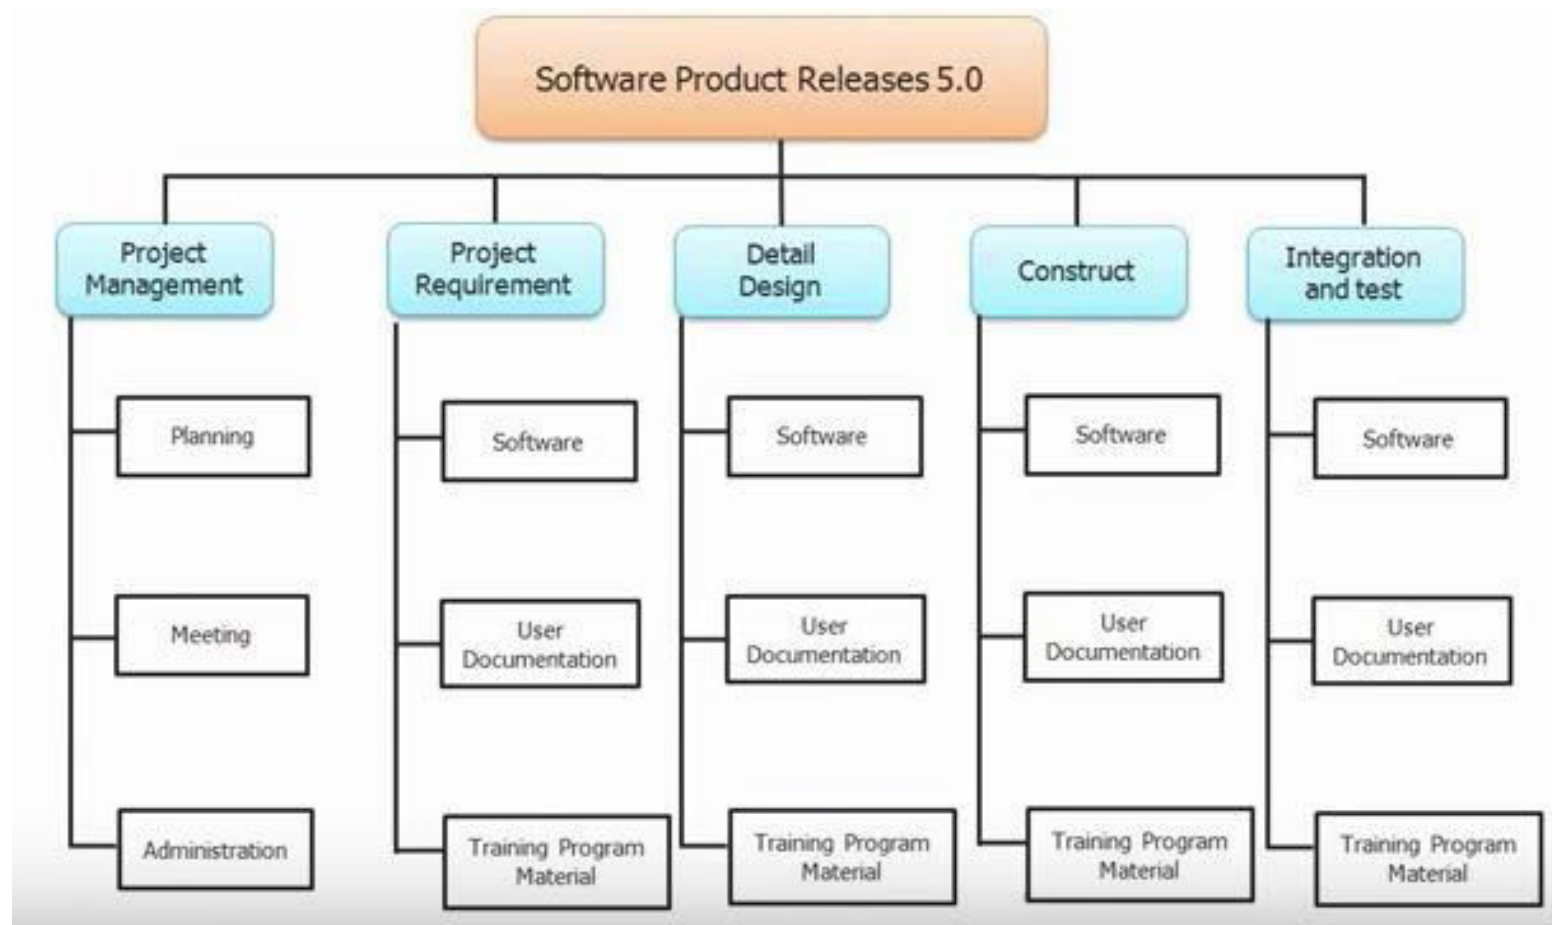 Software Product Releases 5.0
Project
Management
Project
Requirement
Detail
Design
Construct
Integration
and test
Planning
Software
Software
Software
Software
Meeting
User
Documentation
User
Documentation
User
Documentation
User
Documentation
Administration
Training Program
Material
Training Program
Material
Training Program
Material
Training Program
Material